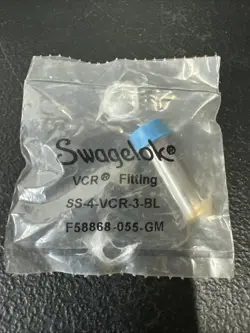 Swagelok®
VCR® Fitting
SS-4-VCR-3-BL
F58868-055-GM